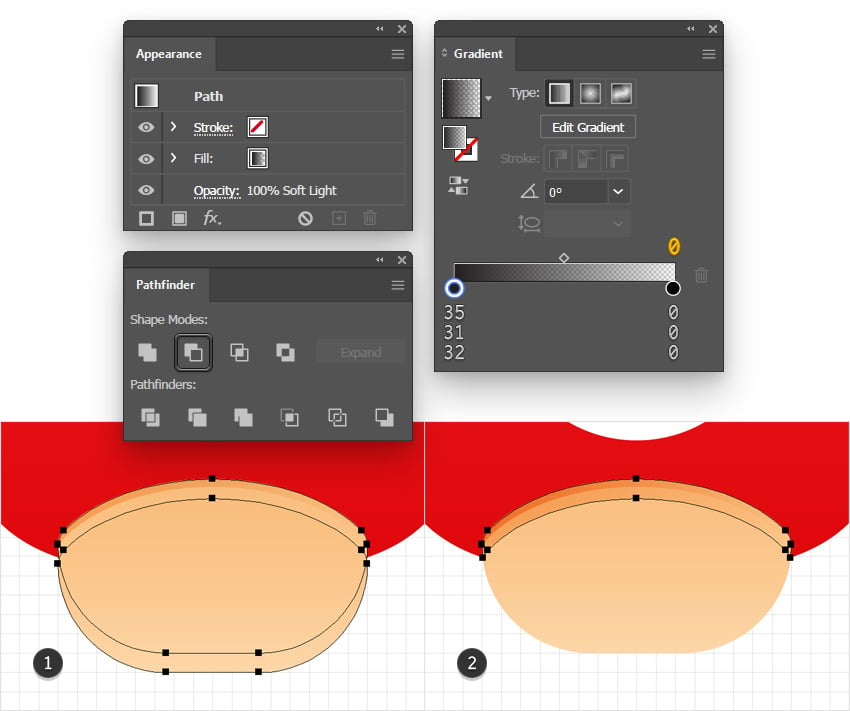 Appearance
Path
Stroke:
Fill:
Opacity: 100% Soft Light
fx
Pathfinder
Shape Modes:
Expand
Pathfinders:
Gradient
Type:
Edit Gradient
Stroke:
0°
0
35 0
31 0
32 0
1
2